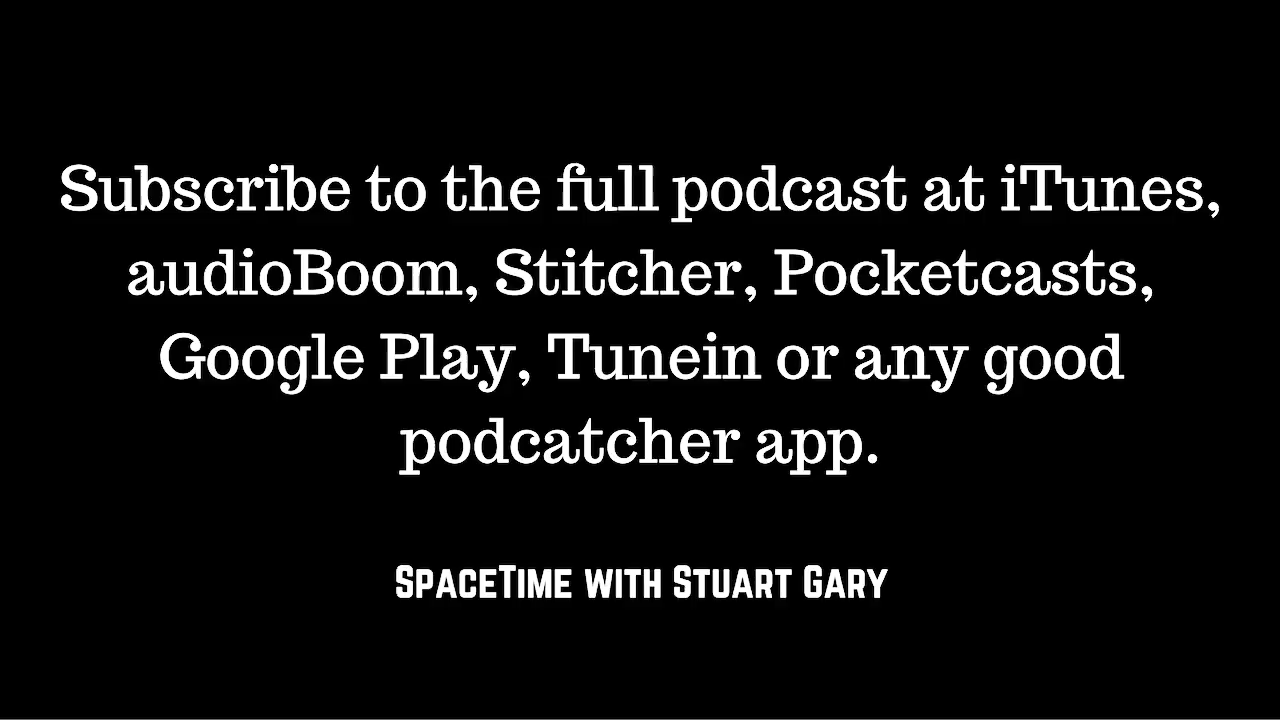 Subscribe to the full podcast at iTunes,
audioBoom, Stitcher, Pocketcasts,
Google Play, Tunein or any good
podcatcher app.
SpaceTime with Stuart Gary